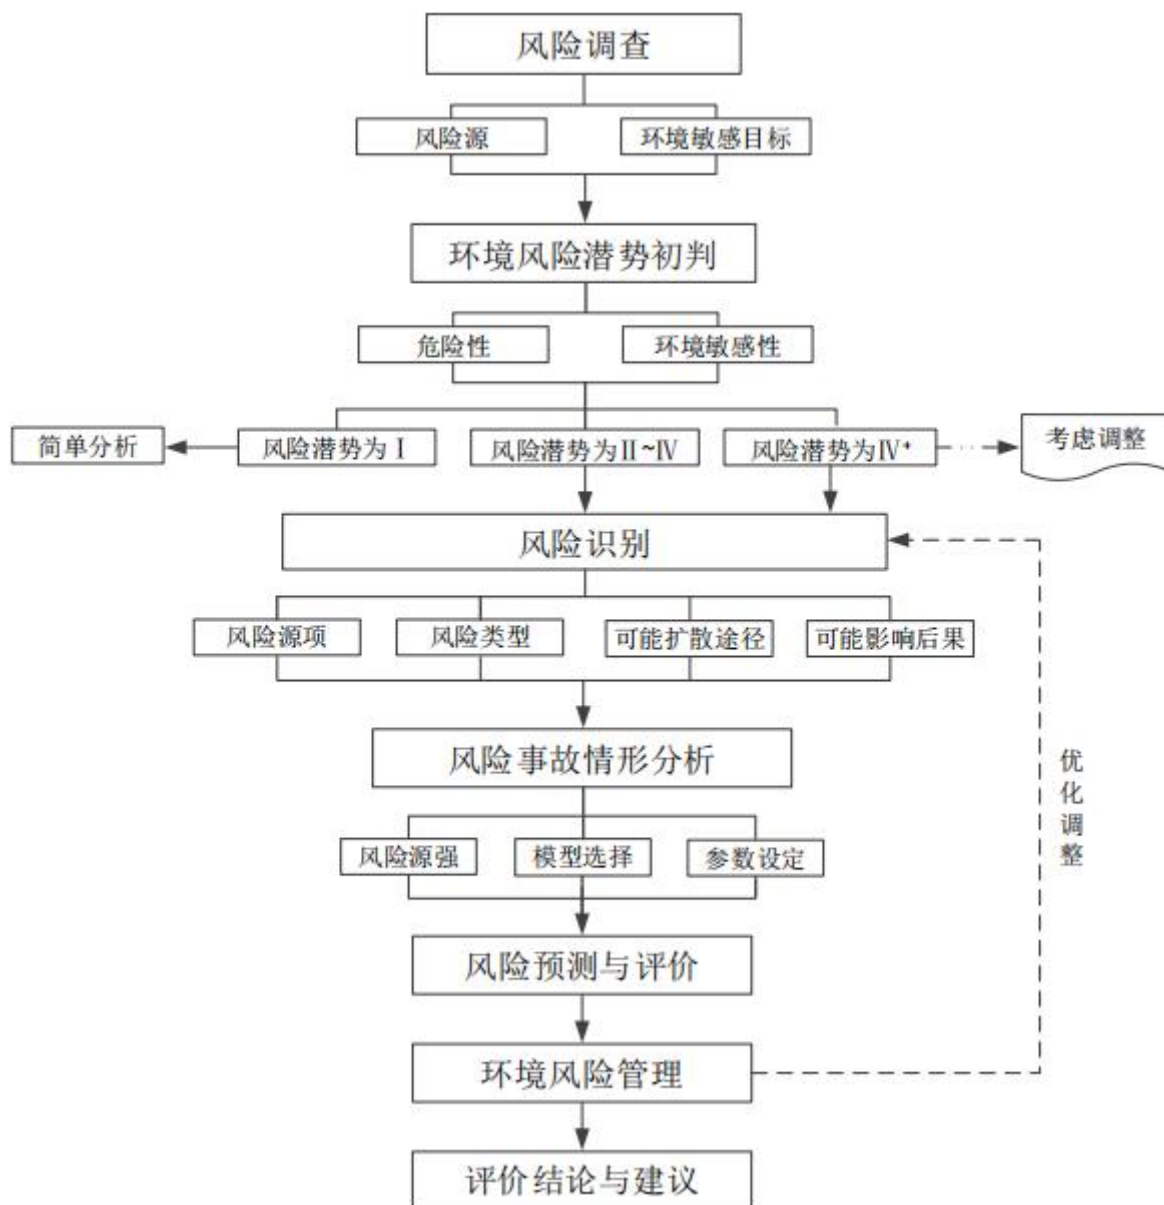 风险调查
风险源
环境敏感目标
环境风险潜势初判
危险性
环境敏感性
简单分析
风险潜势为Ⅰ
风险潜势为Ⅱ~Ⅳ
风险潜势为Ⅳ⁺
考虑调整
风险识别
风险源项
风险类型
可能扩散途径
可能影响后果
风险事故情形分析
优化调整
风险源强
模型选择
参数设定
风险预测与评价
环境风险管理
评价结论与建议